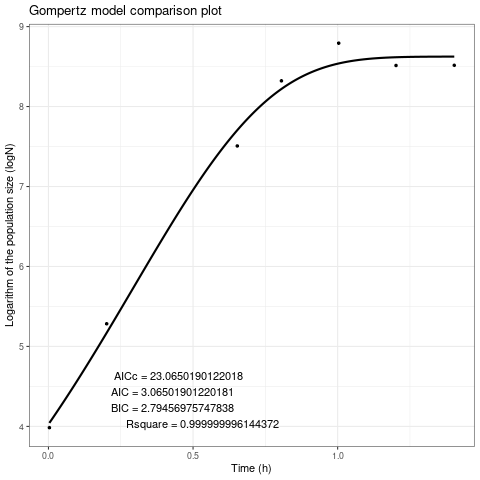 Gompertz model comparison plot
Logarithm of the population size (logN)
9
8
7
6
5
4
AICc = 23.0650190122018
AIC = 3.06501901220181
BIC = 2.79456975747838
Rsquare = 0.999999996144372
0.0 0.5 1.0
Time (h)